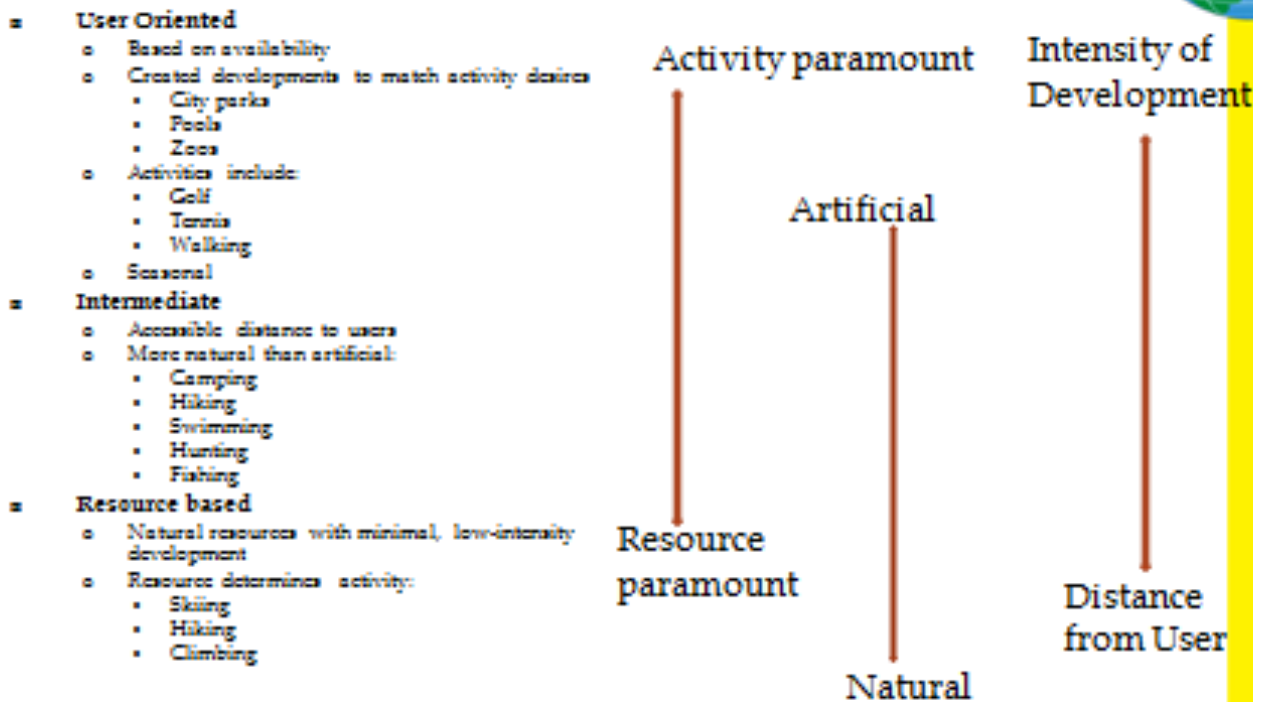 User Oriented
Based on availability
Created developments to match activity desires
City parks
Pools
Zoos
Activities include:
Golf
Tennis
Walking
Seasonal
Intermediate
Accessible distance to users
More natural than artificial:
Camping
Hiking
Swimming
Hunting
Fishing
Resource based
Natural resources with minimal, low-intensity
development
Resource determines activity:
Skiing
Hiking
Climbing
Activity paramount
Resource
paramount
Artificial
Natural
Intensity of
Development
Distance
from User